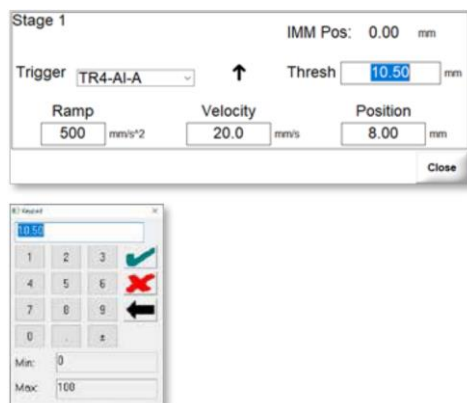 Stage 1
IMM Pos: 0.00 mm
Trigger TR4-AI-A Thresh 10.50 mm
Ramp Velocity Position
500 mm/s^2 20.0 mm/s 8.00 mm
Close
Keypad
10.50
1 2 3
4 5 6
7 8 9
0 . ±
Min: 0
Max: 100